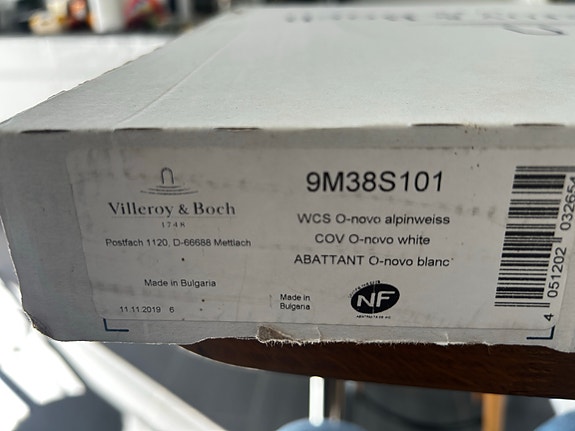 Villeroy & Boch
1748
Postfach 1120, D-66688 Mettlach
Made in Bulgaria
11.11.2019 6
9M38S101
WCS O-novo alpinweiss
COV O-novo white
ABATTANT O-novo blanc
Made in
Bulgaria
NF
4 051202 032654